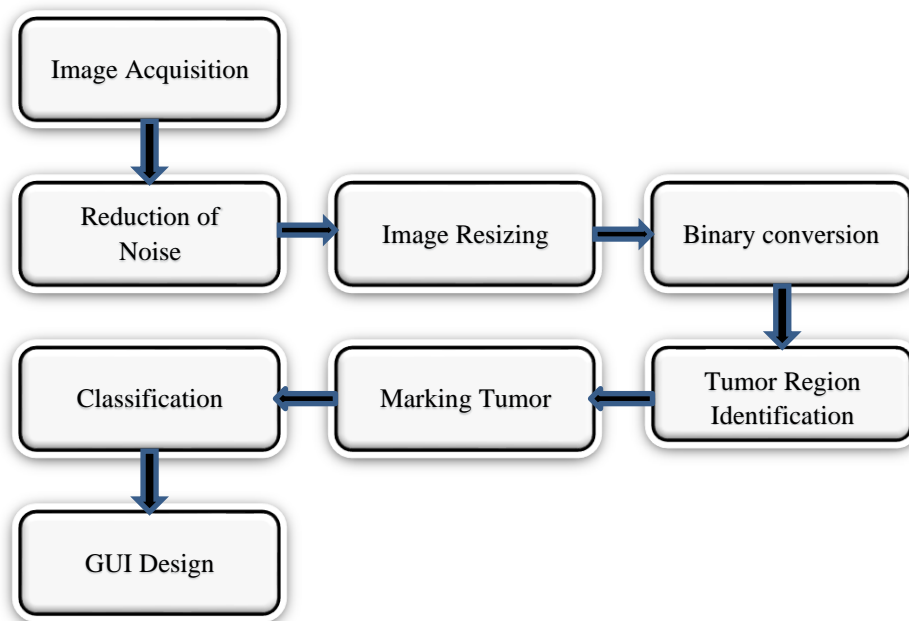 Image Acquisition
Reduction of
Noise
Image Resizing
Binary conversion
Tumor Region
Identification
Marking Tumor
Classification
GUI Design